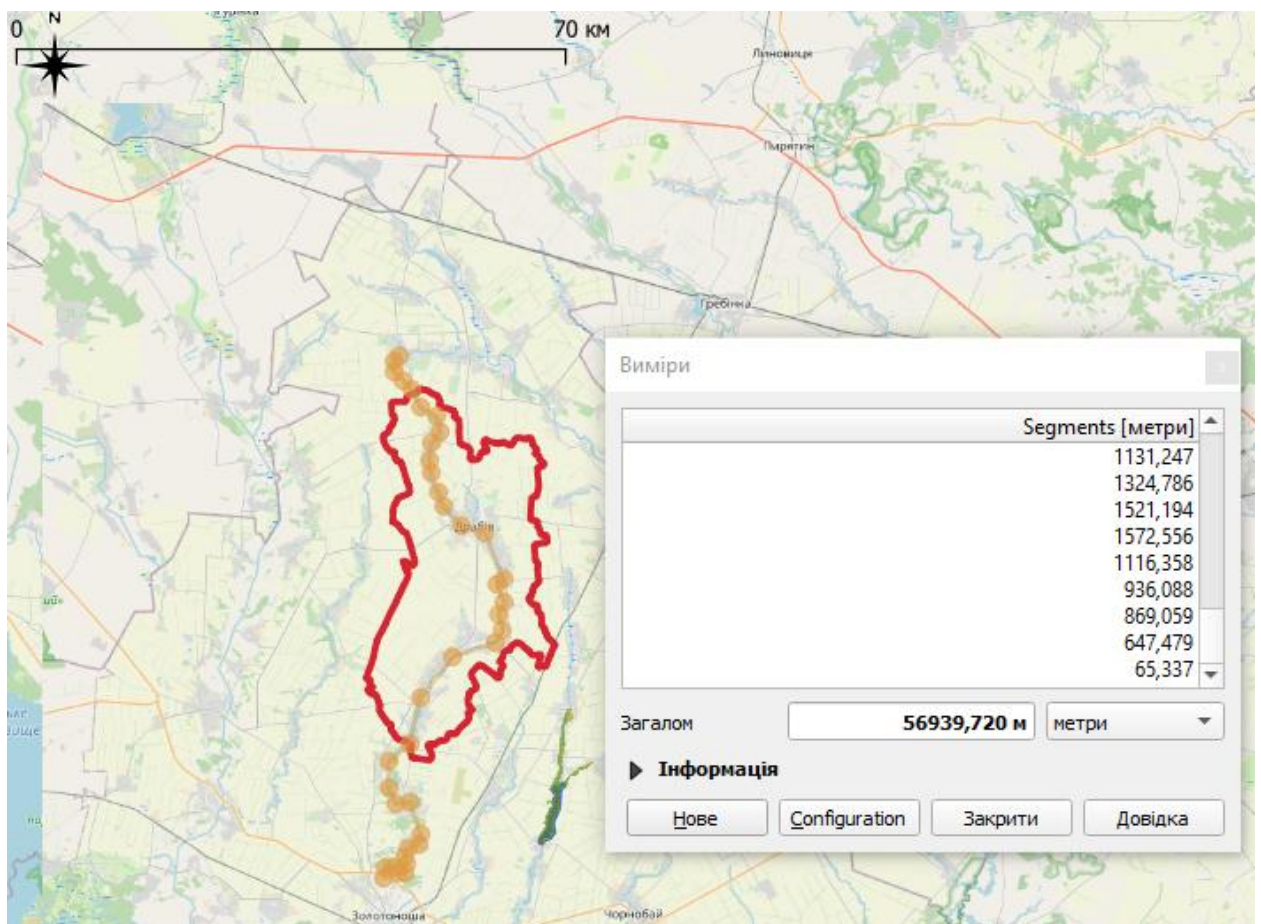 N
0 70 км
Линовиця
Пирятин
Гребінка
Виміри
Segments [метри]
1131,247
1324,786
1521,194
1572,556
1116,358
936,088
869,059
647,479
65,337
Драбів
Загалом 56939,720 м метри
Інформація
Нове Configuration Закрити Довідка
Золотоноша
Чорнобай